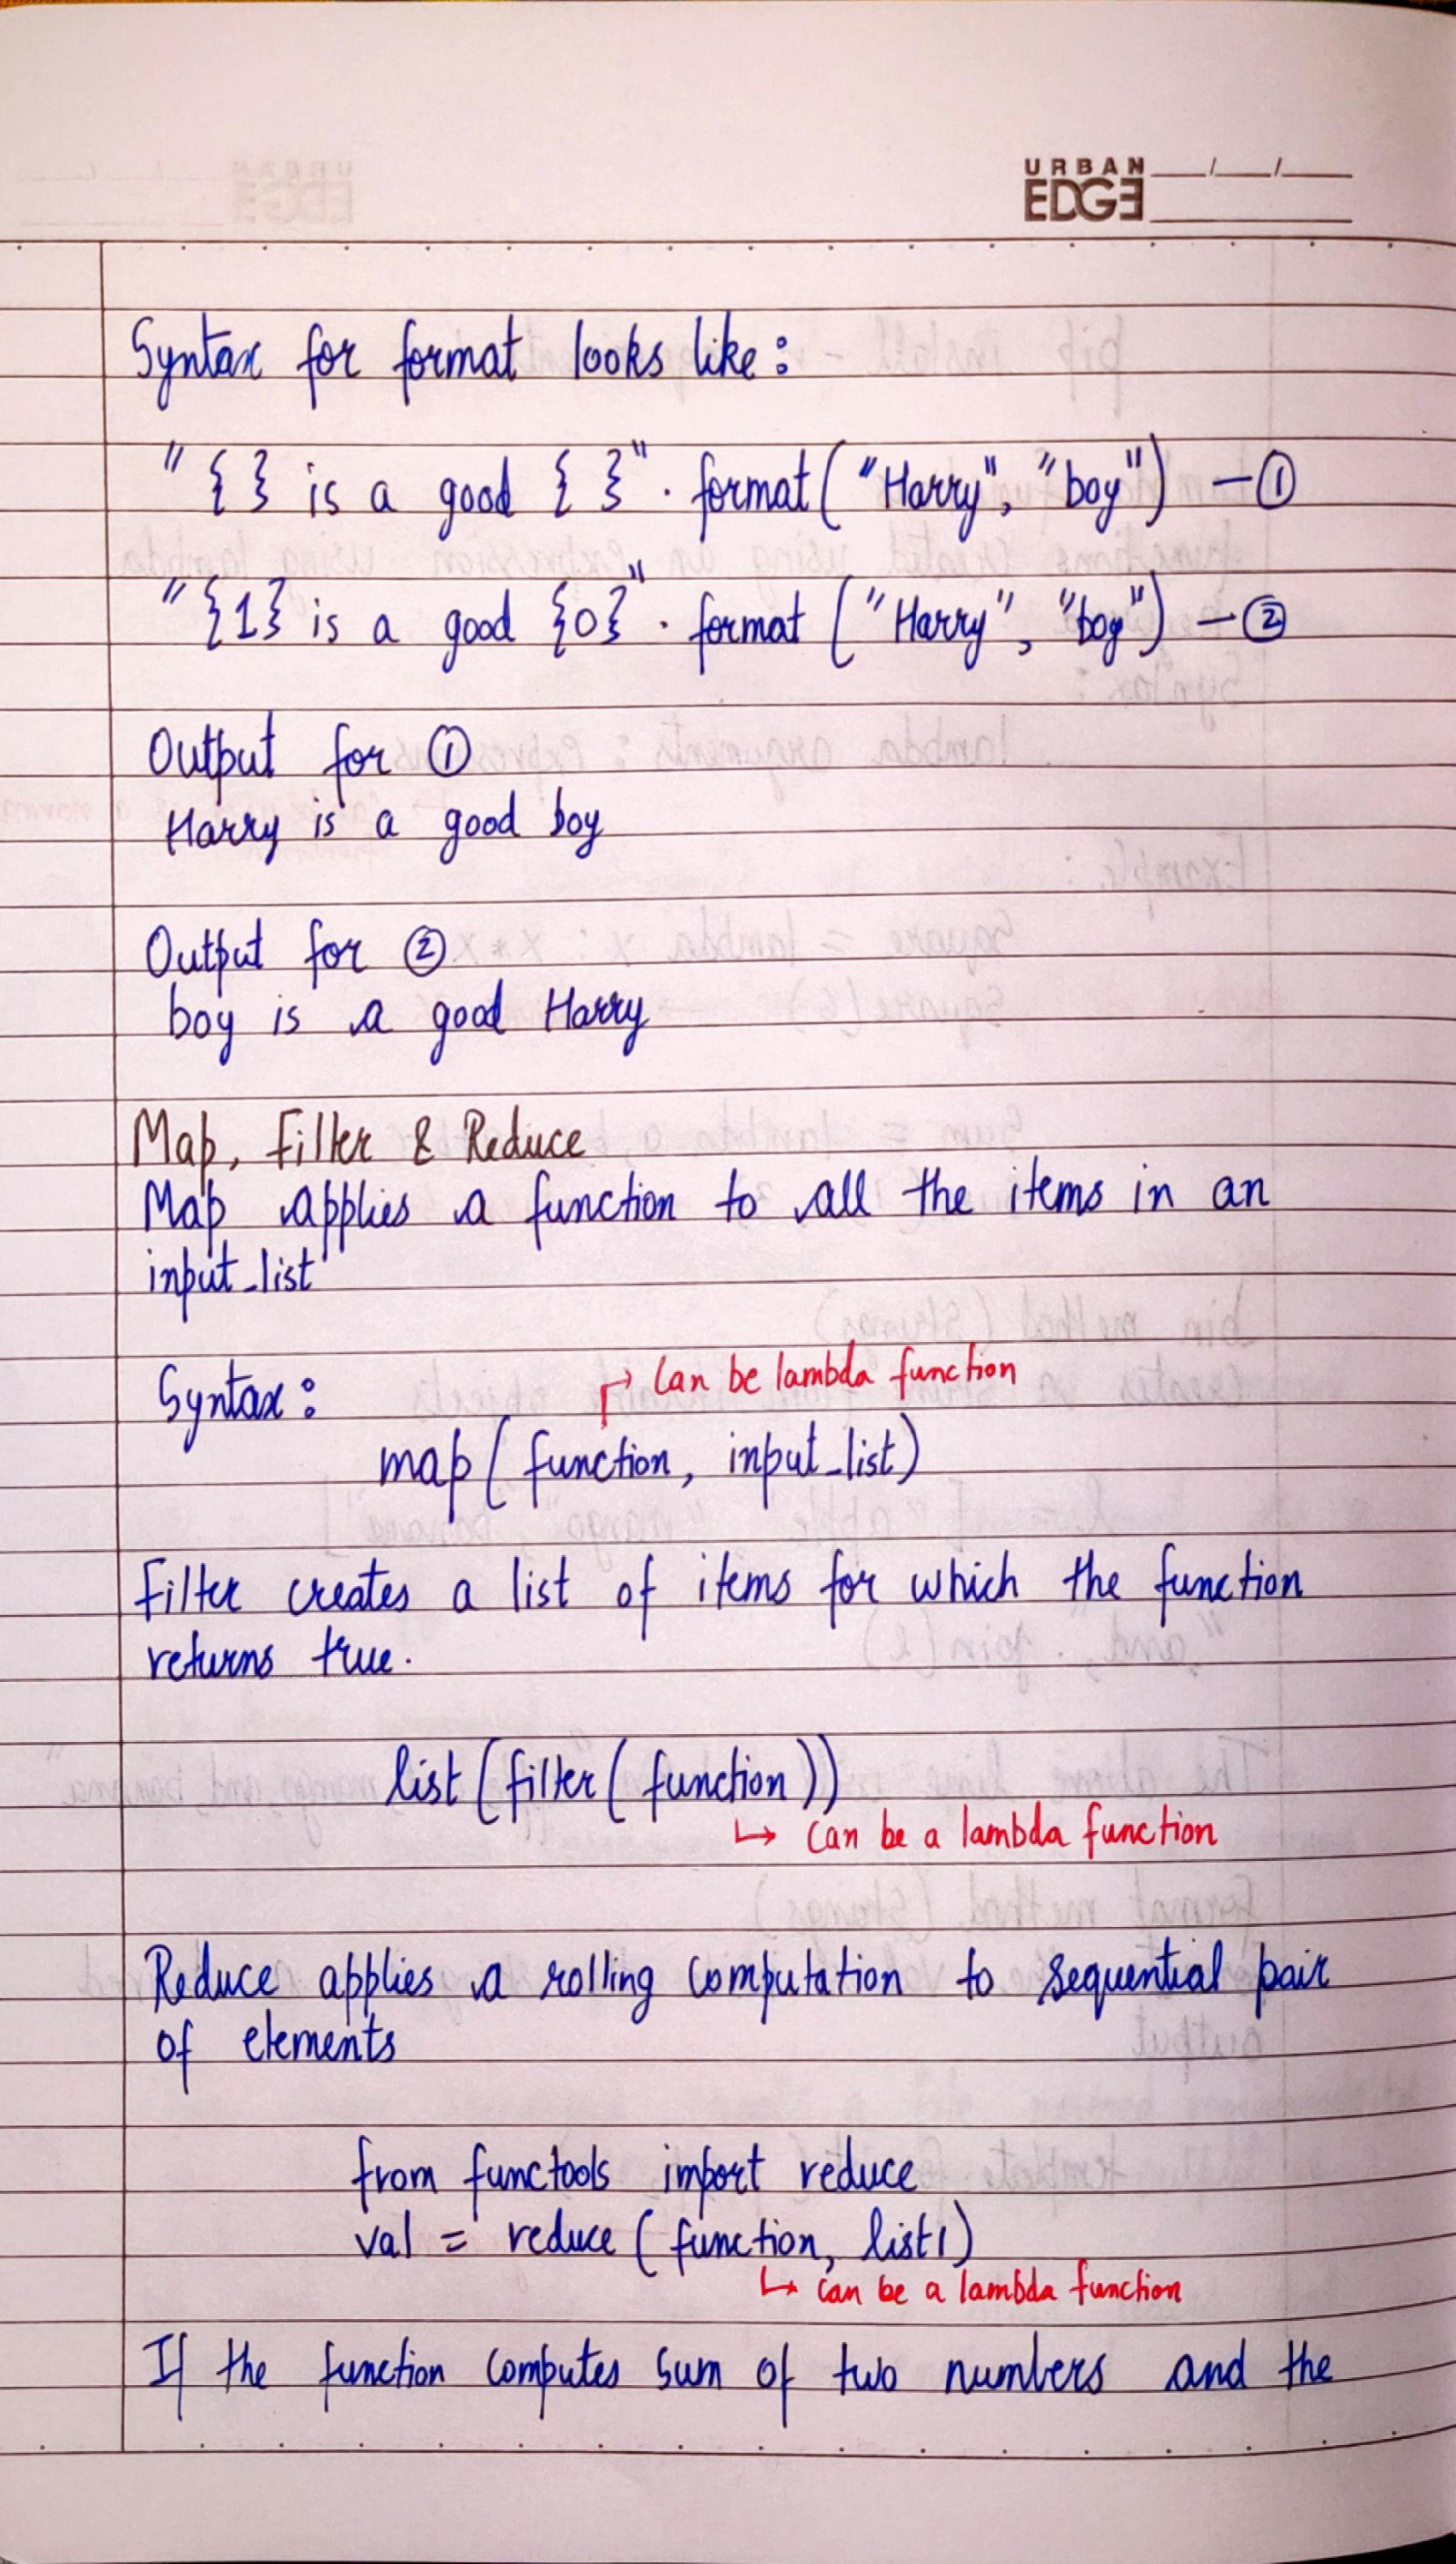 URBAN
EDGE
Syntax for format looks like :
"{ } is a good { }" . format ( "Harry", "boy" ) - ①
"{1} is a good {0}" . format ( "Harry", "boy" ) - ②
Output for ①
Harry is a good boy
Output for ②
boy is a good Harry
Map, Filter & Reduce
Map applies a function to all the items in an
input_list
Can be lambda function
Syntax :
map ( function, input_list )
Filter creates a list of items for which the function
returns true.
list ( filter ( function ) )
Can be a lambda function
Reduce applies a rolling computation to sequential pair
of elements
from functools import reduce
val = reduce ( function, list1 )
Can be a lambda function
If the function computes sum of two numbers and the